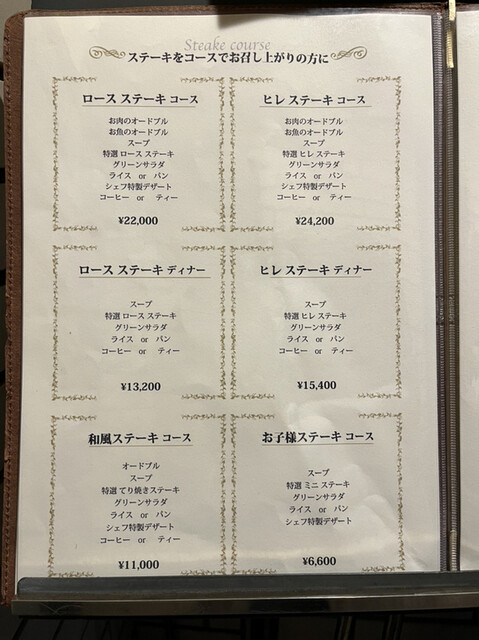 Steake course
ステーキをコースでお召し上がりの方に
ロース ステーキ コース
お肉のオードブル
お魚のオードブル
スープ
特選 ロース ステーキ
グリーンサラダ
ライス or パン
シェフ特製デザート
コーヒー or ティー
¥22,000
ヒレ ステーキ コース
お肉のオードブル
お魚のオードブル
スープ
特選 ヒレ ステーキ
グリーンサラダ
ライス or パン
シェフ特製デザート
コーヒー or ティー
¥24,200
ロース ステーキ ディナー
スープ
特選 ロース ステーキ
グリーンサラダ
ライス or パン
コーヒー or ティー
¥13,200
ヒレ ステーキ ディナー
スープ
特選 ヒレ ステーキ
グリーンサラダ
ライス or パン
コーヒー or ティー
¥15,400
和風ステーキ コース
オードブル
スープ
特選 てり焼きステーキ
グリーンサラダ
ライス or パン
シェフ特製デザート
コーヒー or ティー
¥11,000
お子様ステーキ コース
スープ
特選 ミニ ステーキ
グリーンサラダ
ライス or パン
シェフ特製デザート
¥6,600